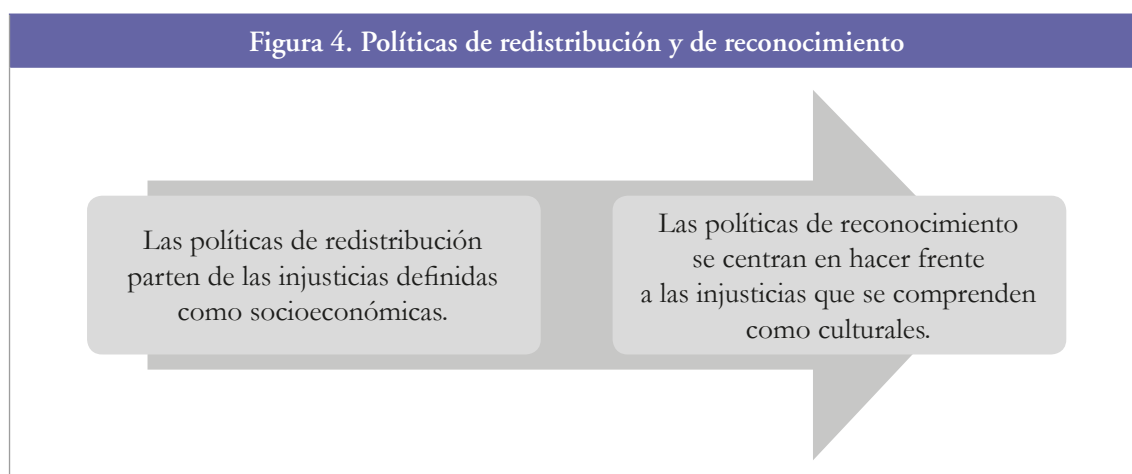 Figura 4. Políticas de redistribución y de reconocimiento
Las políticas de redistribución
parten de las injusticias definidas
como socioeconómicas.
Las políticas de reconocimiento
se centran en hacer frente
a las injusticias que se comprenden
como culturales.